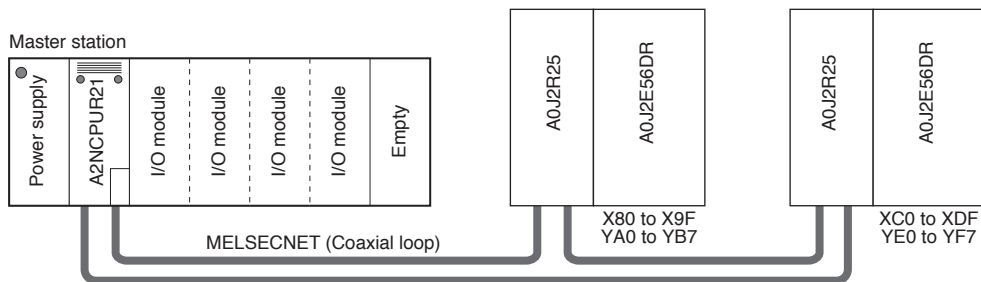 Master station
Power supply
A2NCPUR21
I/O module
I/O module
I/O module
I/O module
Empty
A0J2R25
A0J2E56DR
A0J2R25
A0J2E56DR
X80 to X9F
YA0 to YB7
XC0 to XDF
YE0 to YF7
MELSECNET (Coaxial loop)